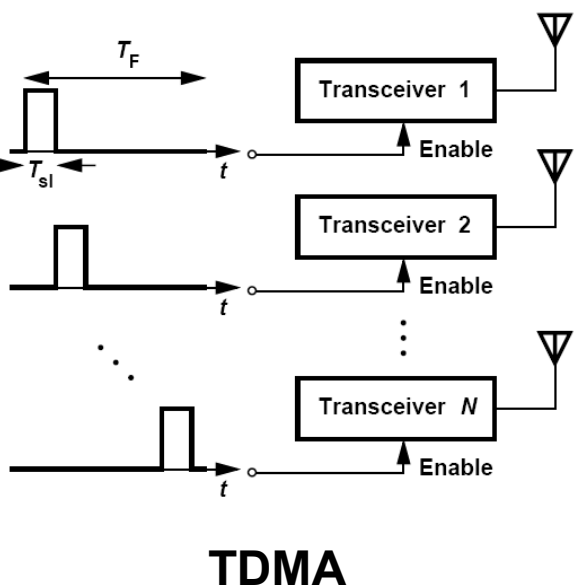 T_F
Transceiver 1
Enable
T_sl
t
Transceiver 2
Enable
t
Transceiver N
Enable
t
TDMA